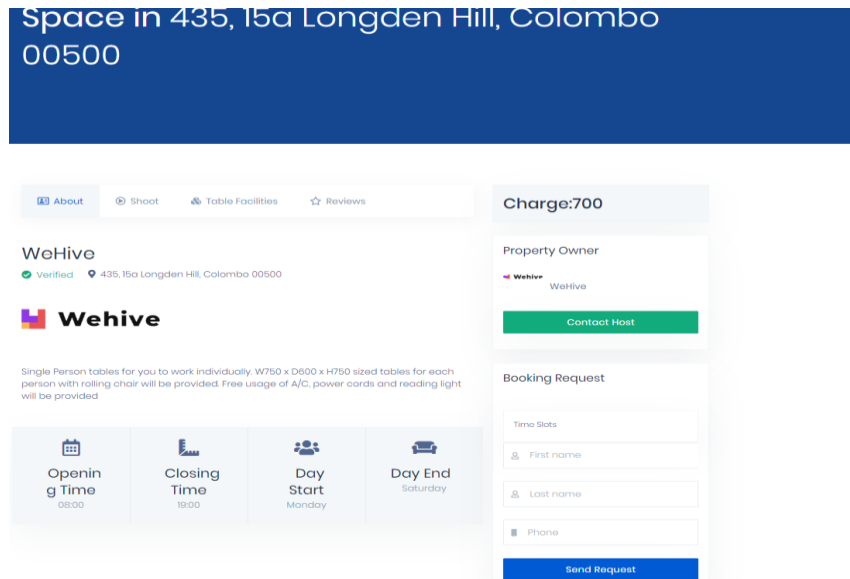 Space in 435, 15a Longden Hill, Colombo
00500
About
Shoot
Table Facilities
Reviews
Charge:700
WeHive
Verified
435, 15a Longden Hill, Colombo 00500
Wehive
Single Person tables for you to work individually. W750 x D600 x H750 sized tables for each
person with rolling chair will be provided. Free usage of A/C, power cords and reading light
will be provided
Openin
g Time
08:00
Closing
Time
19:00
Day
Start
Monday
Day End
Saturday
Property Owner
Wehive
WeHive
Contact Host
Booking Request
Time Slots
First name
Last name
Phone
Send Request